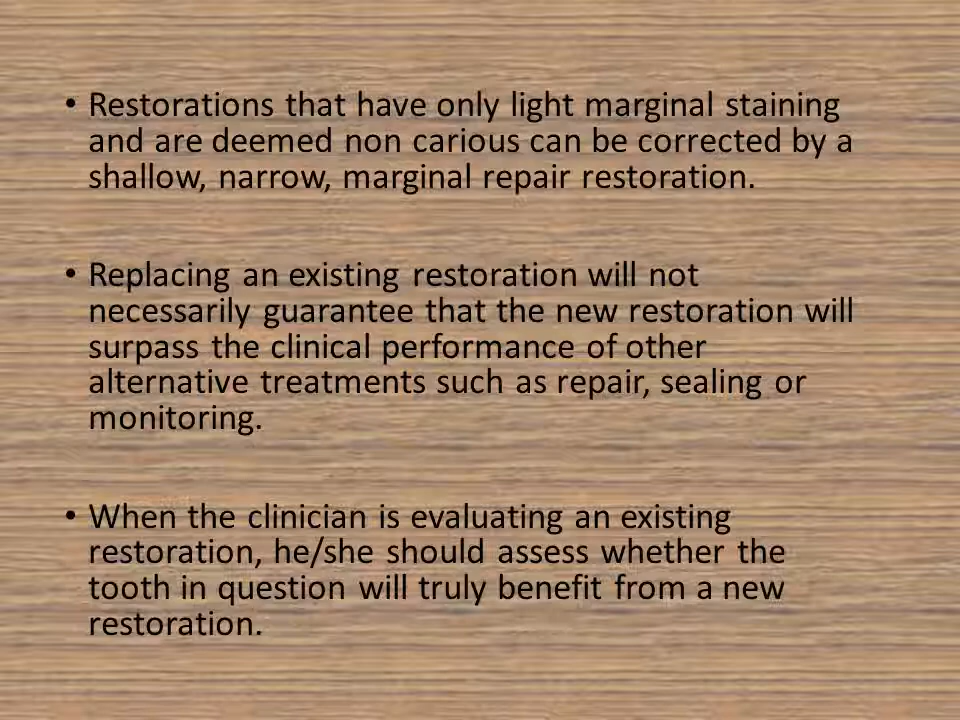 • Restorations that have only light marginal staining
and are deemed non carious can be corrected by a
shallow, narrow, marginal repair restoration.
• Replacing an existing restoration will not
necessarily guarantee that the new restoration will
surpass the clinical performance of other
alternative treatments such as repair, sealing or
monitoring.
• When the clinician is evaluating an existing
restoration, he/she should assess whether the
tooth in question will truly benefit from a new
restoration.